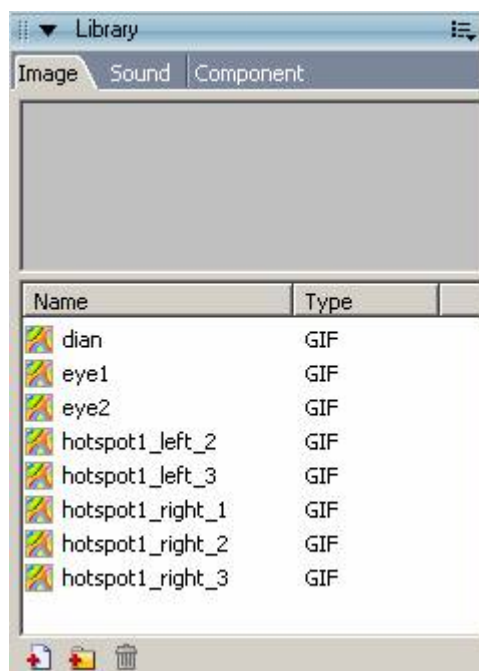 Library
Image Sound Component
Name Type
dian GIF
eye1 GIF
eye2 GIF
hotspot1_left_2 GIF
hotspot1_left_3 GIF
hotspot1_right_1 GIF
hotspot1_right_2 GIF
hotspot1_right_3 GIF